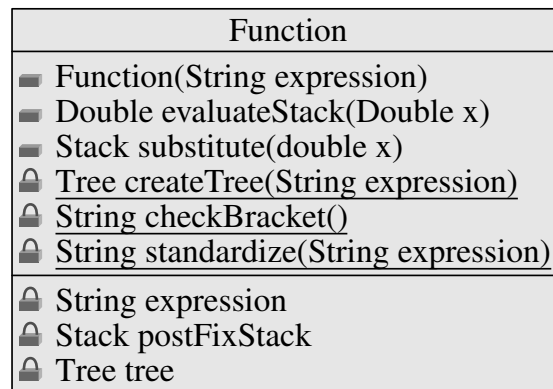 Function
Function(String expression)
Double evaluateStack(Double x)
Stack substitute(double x)
Tree createTree(String expression)
String checkBracket()
String standardize(String expression)
String expression
Stack postFixStack
Tree tree